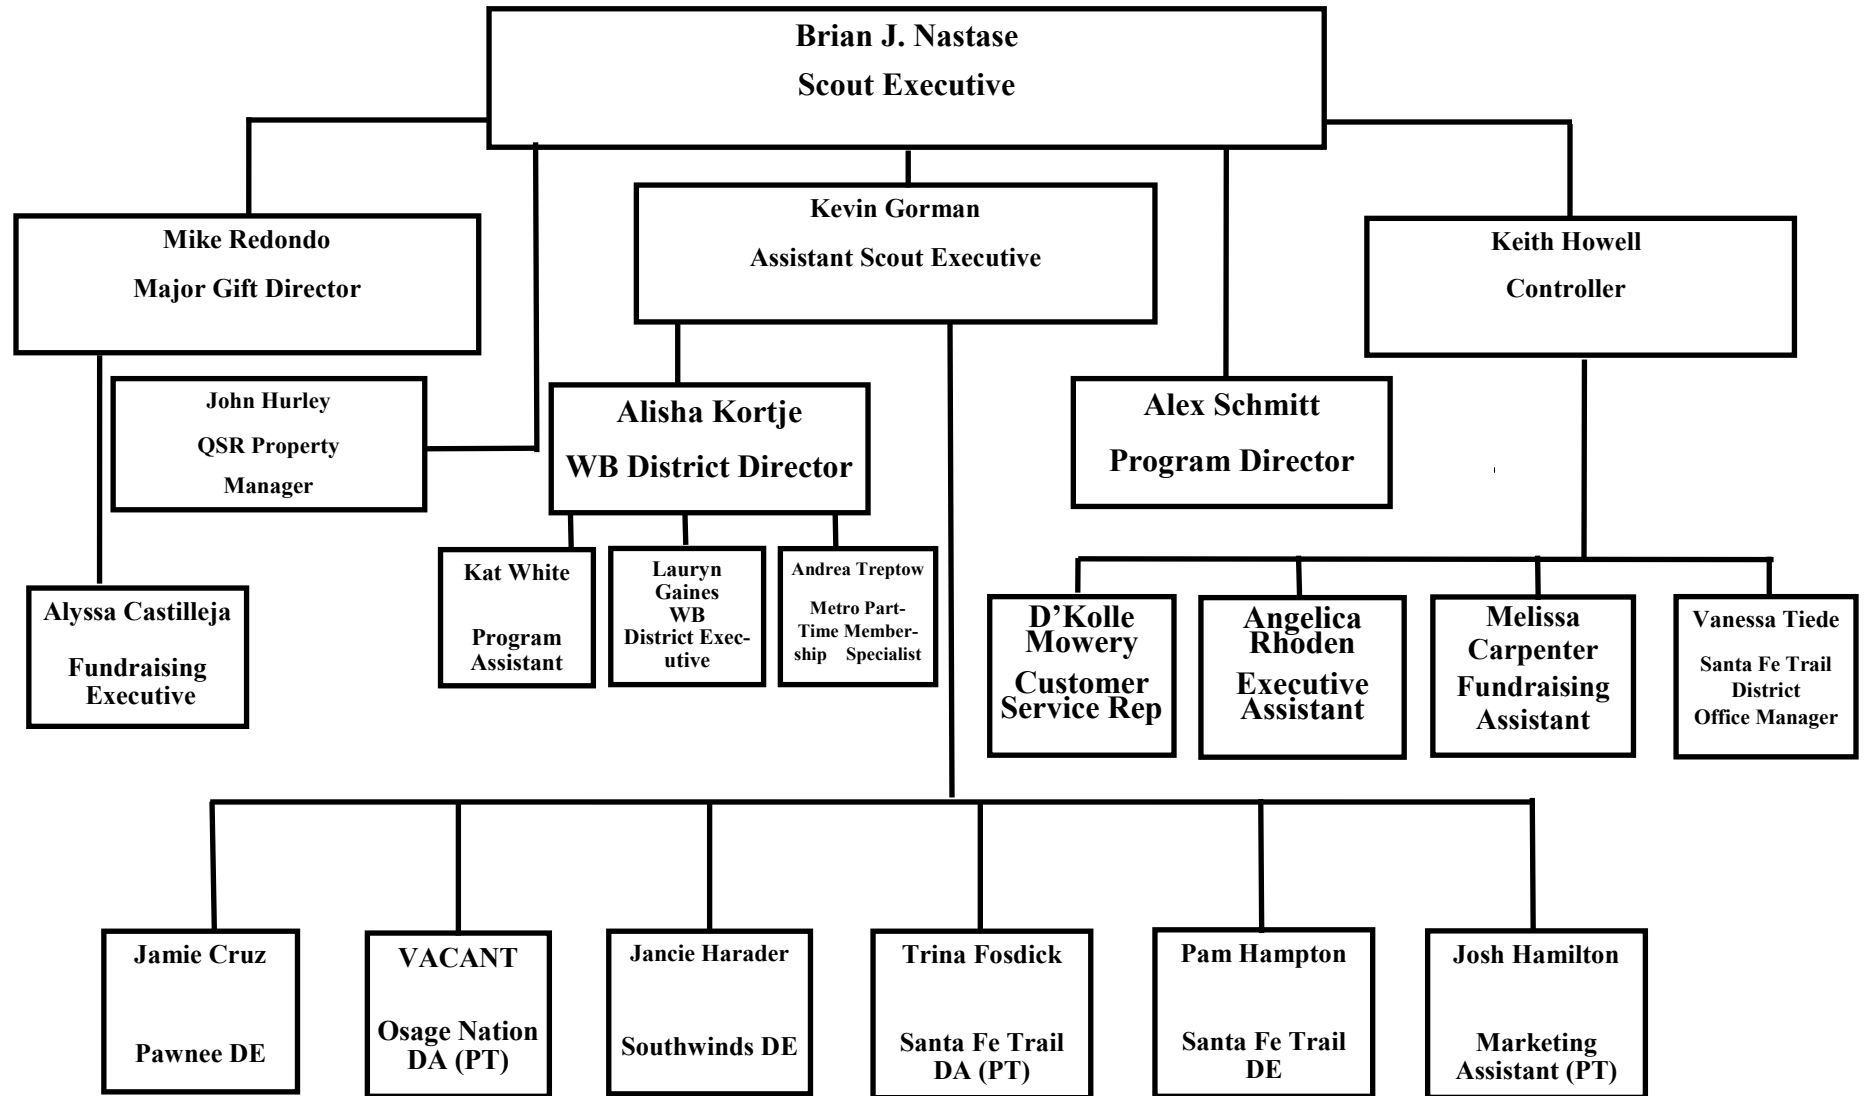 Brian J. Nastase
Scout Executive
Mike Redondo
Major Gift Director
Kevin Gorman
Assistant Scout Executive
Keith Howell
Controller
John Hurley
QSR Property
Manager
Alisha Kortje
WB District Director
Alex Schmitt
Program Director
Alyssa Castilleja
Fundraising
Executive
Kat White
Program
Assistant
Lauryn
Gaines
WB
District Exec-
utive
Andrea Treptow
Metro Part-
Time Member-
ship Specialist
D’Kolle
Mowery
Customer
Service Rep
Angelica
Rhoden
Executive
Assistant
Melissa
Carpenter
Fundraising
Assistant
Vanessa Tiede
Santa Fe Trail
District
Office Manager
Jamie Cruz
Pawnee DE
VACANT
Osage Nation
DA (PT)
Jancie Harader
Southwinds DE
Trina Fosdick
Santa Fe Trail
DA (PT)
Pam Hampton
Santa Fe Trail
DE
Josh Hamilton
Marketing
Assistant (PT)